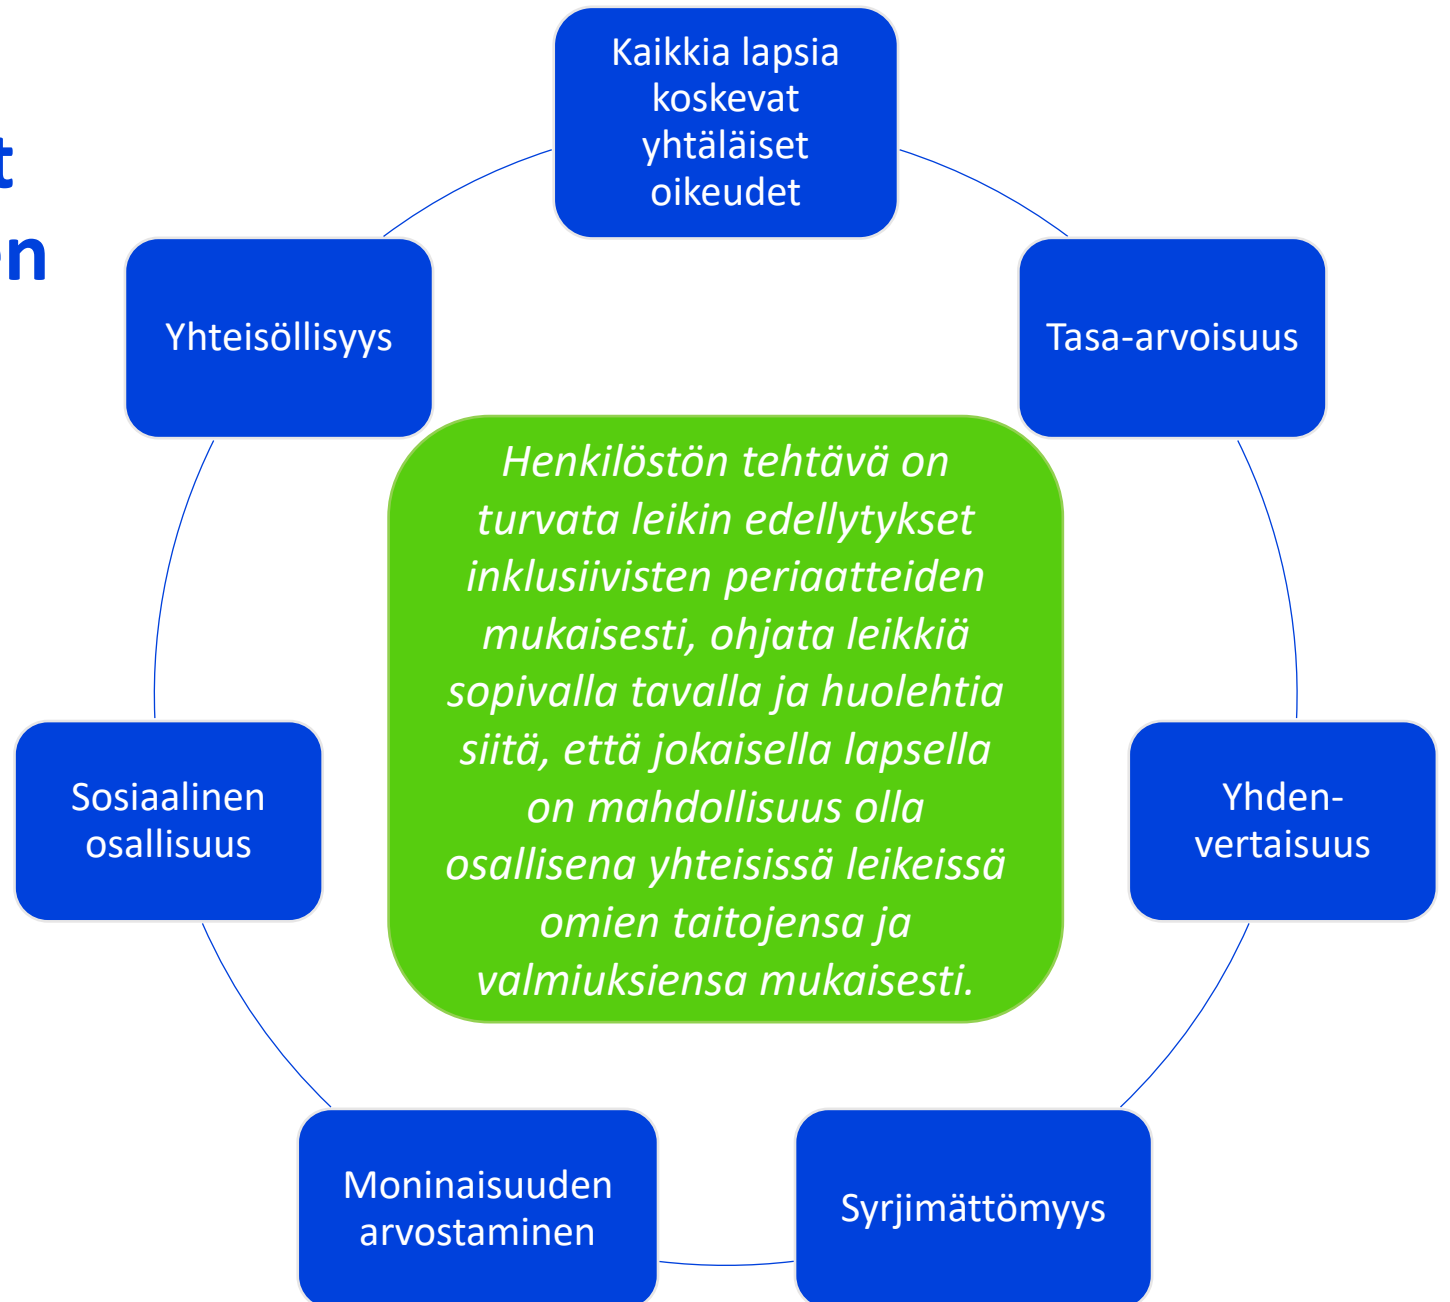 Kaikkia lapsia
koskevat
yhtäläiset
oikeudet
Yhteisöllisyys
Tasa-arvoisuus
Henkilöstön tehtävä on
turvata leikin edellytykset
inklusiivisten periaatteiden
mukaisesti, ohjata leikkiä
sopivalla tavalla ja huolehtia
siitä, että jokaisella lapsella
on mahdollisuus olla
osallisena yhteisissä leikeissä
omien taitojensa ja
valmiuksiensa mukaisesti.
Sosiaalinen
osallisuus
Yhden-
vertaisuus
Moninaisuuden
arvostaminen
Syrjimättömyys